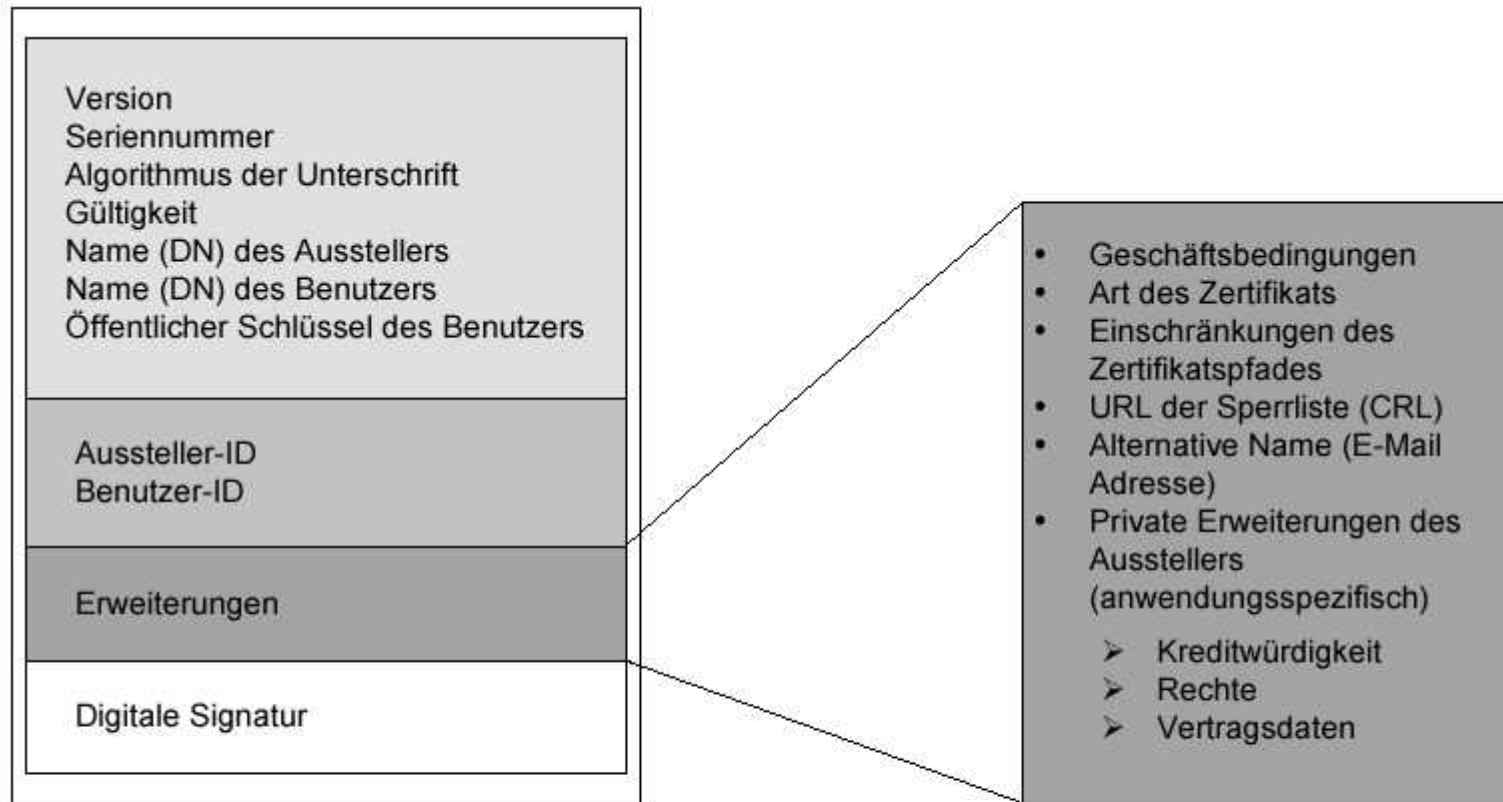 Version
Seriennummer
Algorithmus der Unterschrift
Gültigkeit
Name (DN) des Ausstellers
Name (DN) des Benutzers
Öffentlicher Schlüssel des Benutzers
Aussteller-ID
Benutzer-ID
Erweiterungen
Digitale Signatur
• Geschäftsbedingungen
• Art des Zertifikats
• Einschränkungen des
Zertifikatspfades
• URL der Sperrliste (CRL)
• Alternative Name (E-Mail
Adresse)
• Private Erweiterungen des
Ausstellers
(anwendungsspezifisch)
➢ Kreditwürdigkeit
➢ Rechte
➢ Vertragsdaten